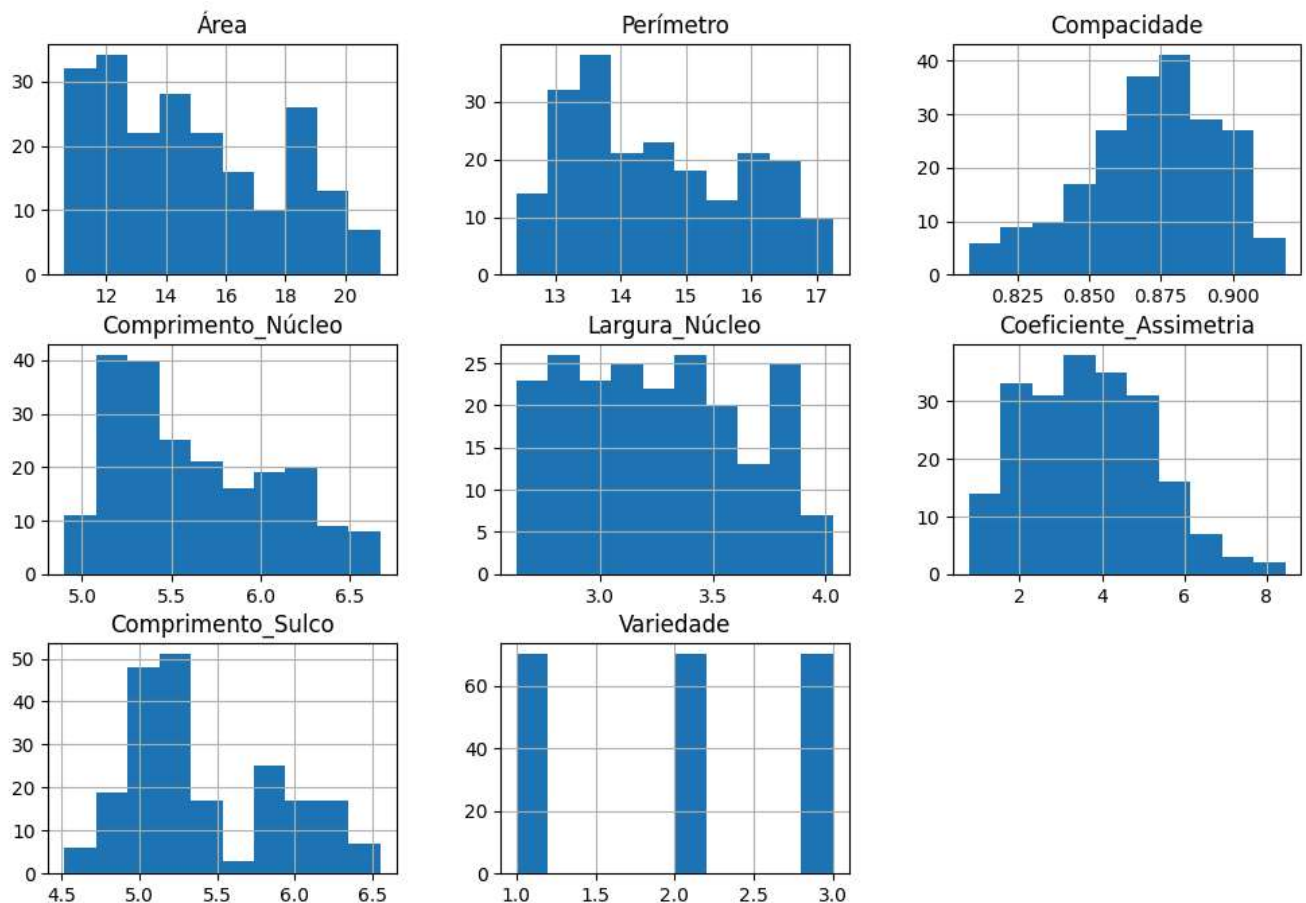 Área
Perímetro
Compacidade
30
20
10
0
12 14 16 18 20
30
20
10
0
13 14 15 16 17
40
30
20
10
0
0.825 0.850 0.875 0.900
Comprimento_Núcleo
Largura_Núcleo
Coeficiente_Assimetria
40
30
20
10
0
5.0 5.5 6.0 6.5
25
20
15
10
5
0
3.0 3.5 4.0
30
20
10
0
2 4 6 8
Comprimento_Sulco
Variedade
50
40
30
20
10
0
4.5 5.0 5.5 6.0 6.5
60
40
20
0
1.0 1.5 2.0 2.5 3.0